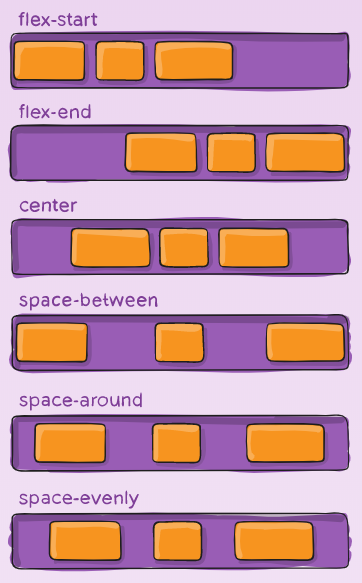 flex-start
flex-end
center
space-between
space-around
space-evenly